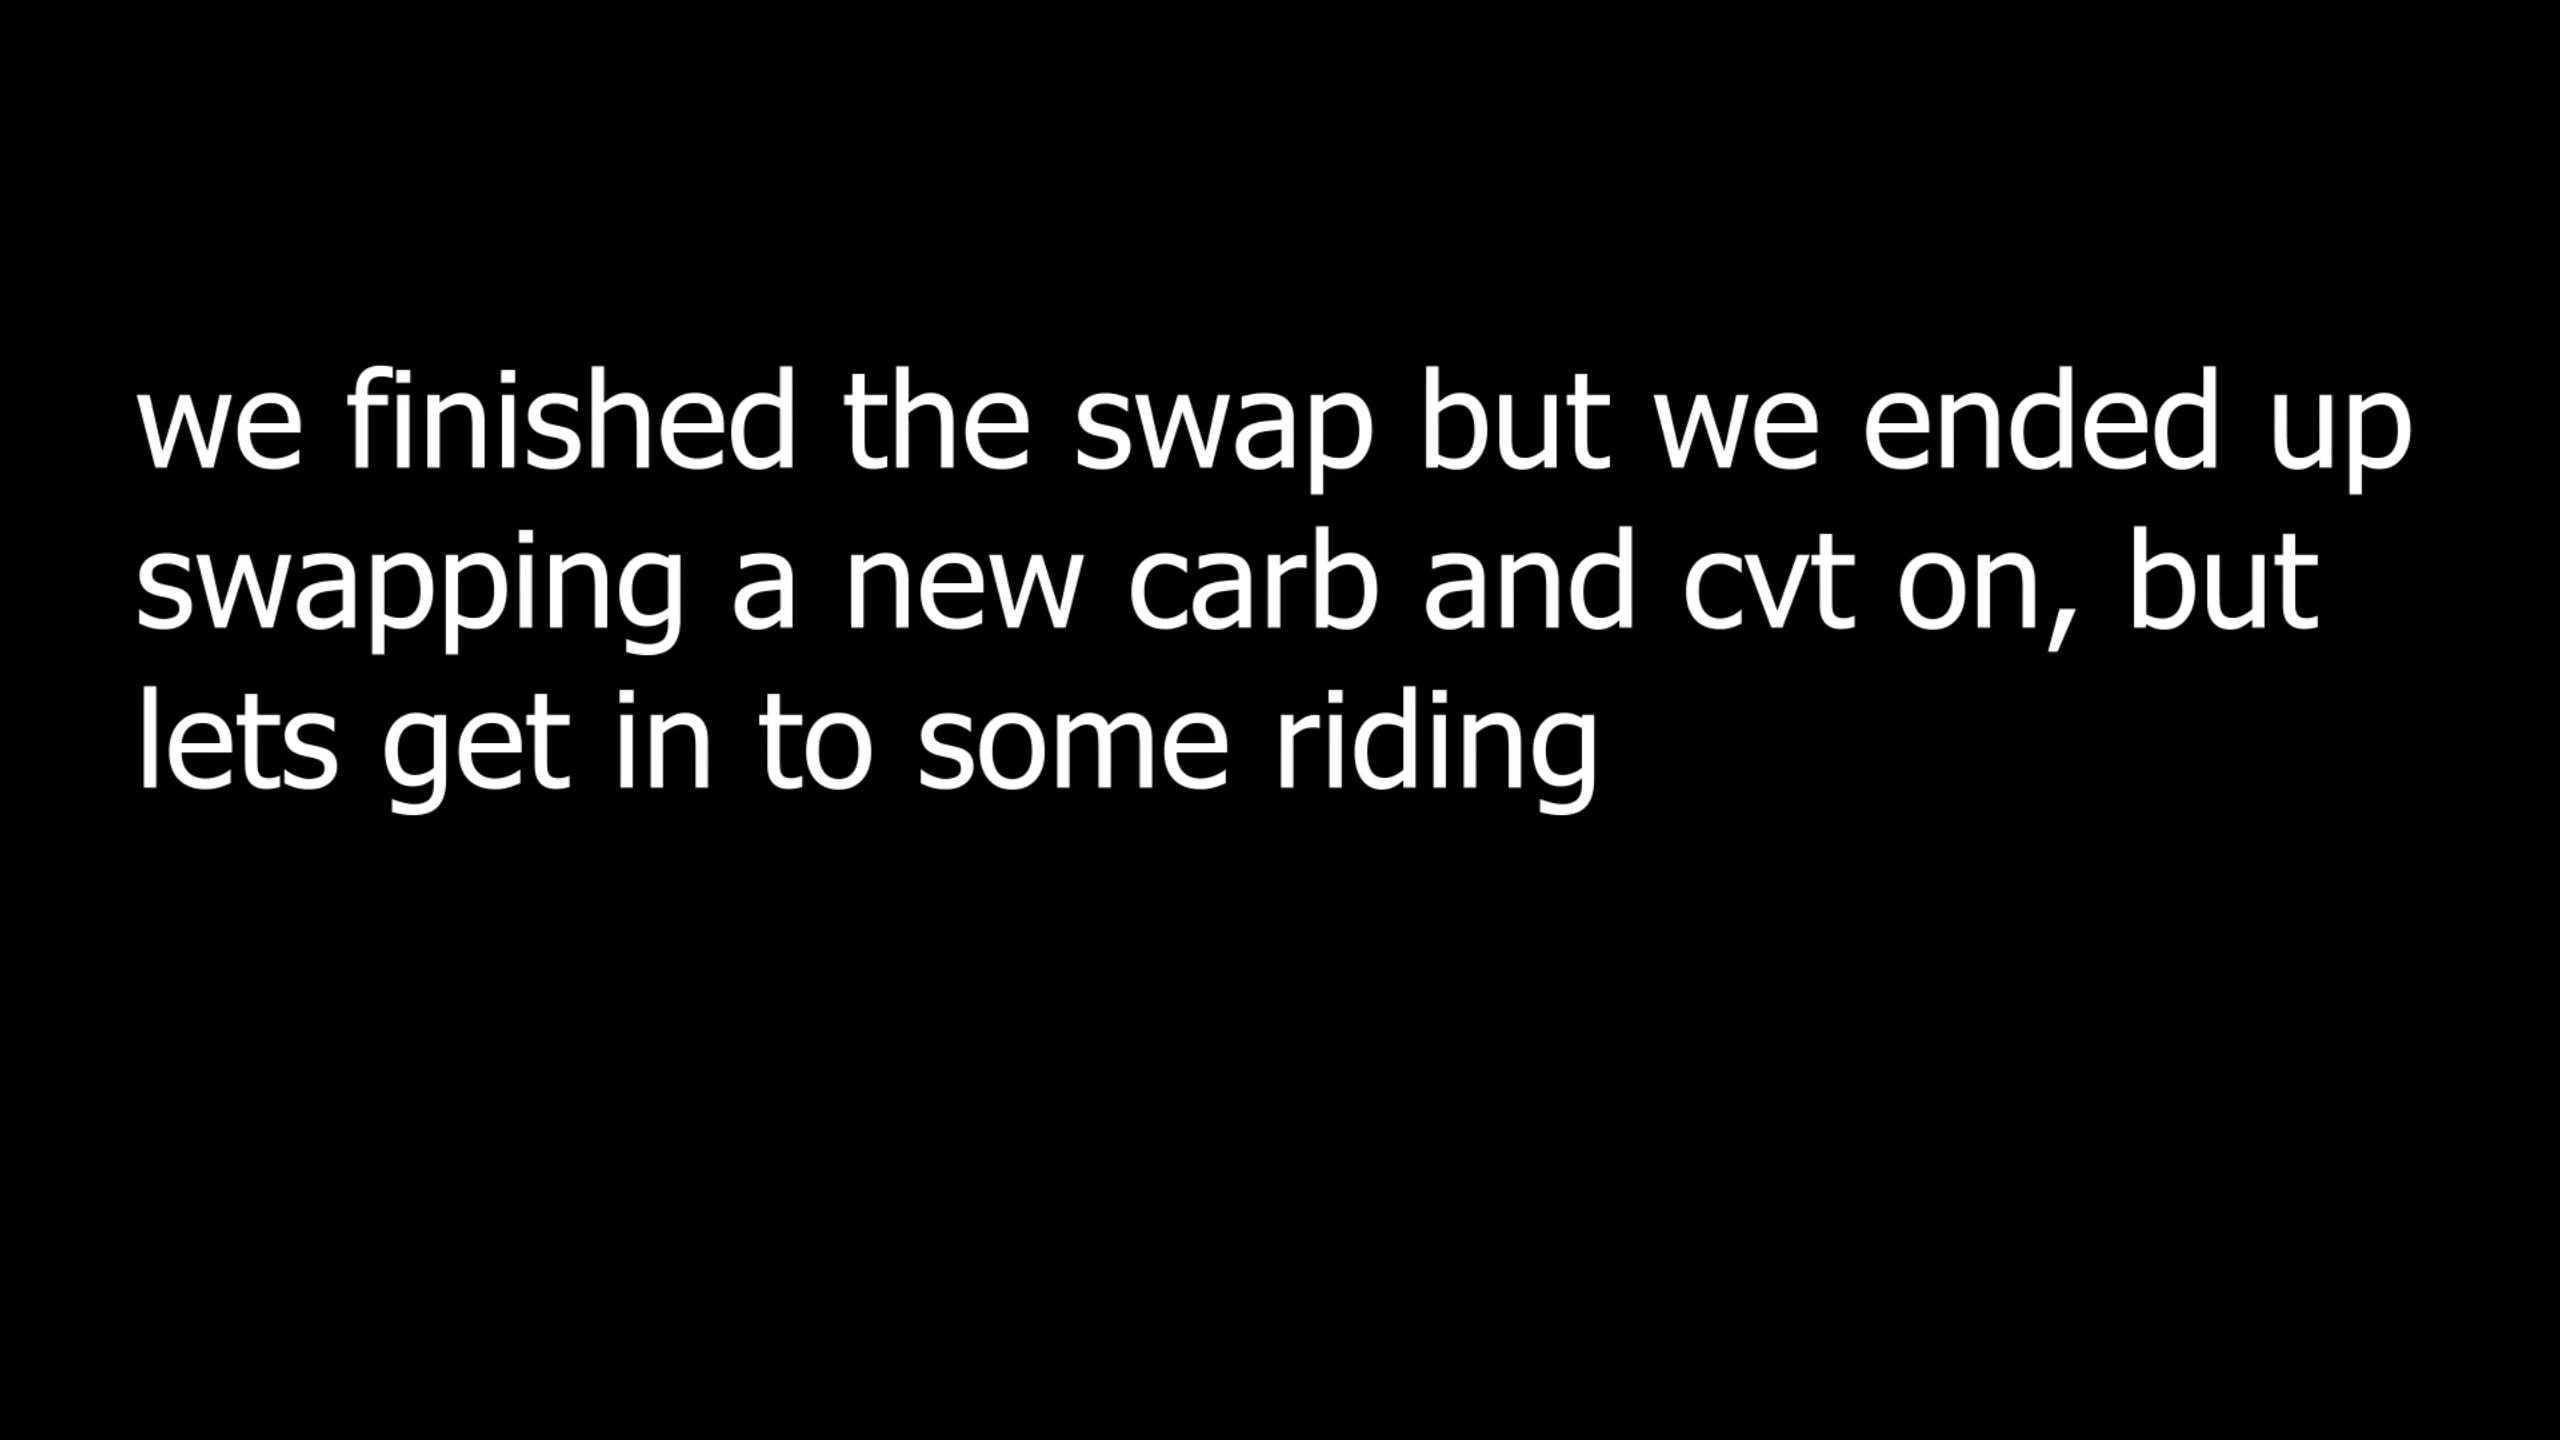 we finished the swap but we ended up
swapping a new carb and cvt on, but
lets get in to some riding